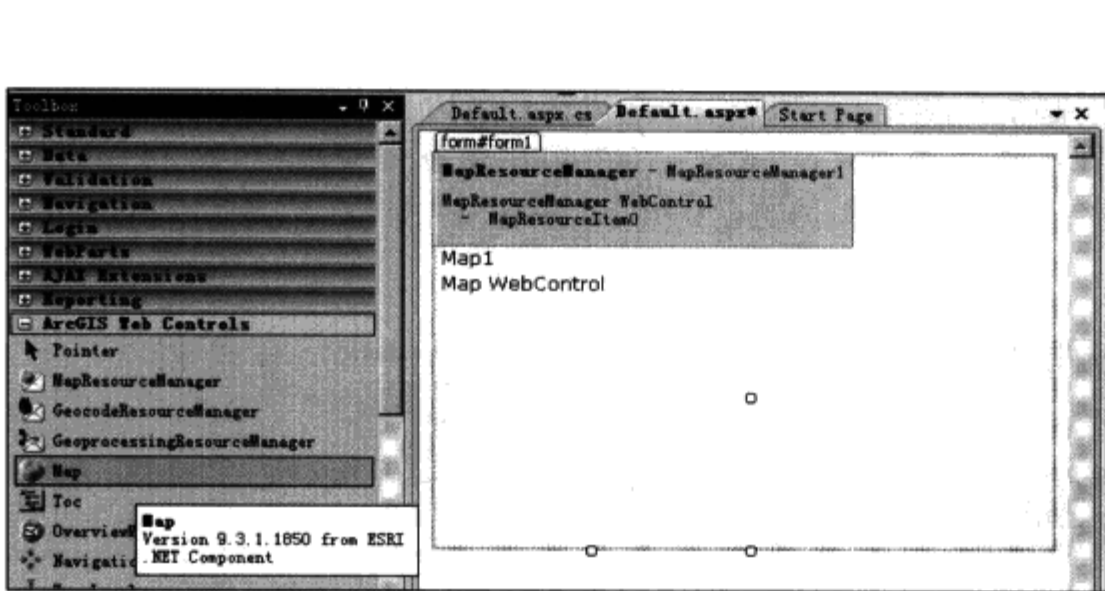 Toolbox
Standard
Data
Validation
Navigation
Login
WebParts
AJAX Extensions
Reporting
ArcGIS Web Controls
Pointer
MapResourceManager
GeocodeResourceManager
GeoprocessingResourceManager
Map
Toc
Map
Version 9.3.1.1850 from ESRI
.NET Component
Default.aspx.cs Default.aspx* Start Page
form#form1
MapResourceManager - MapResourceManager1
MapResourceManager WebControl
- MapResourceItem0
Map1
Map WebControl